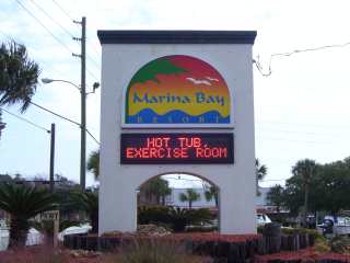 Marina Bay
RESORT
HOT TUB,
EXERCISE ROOM